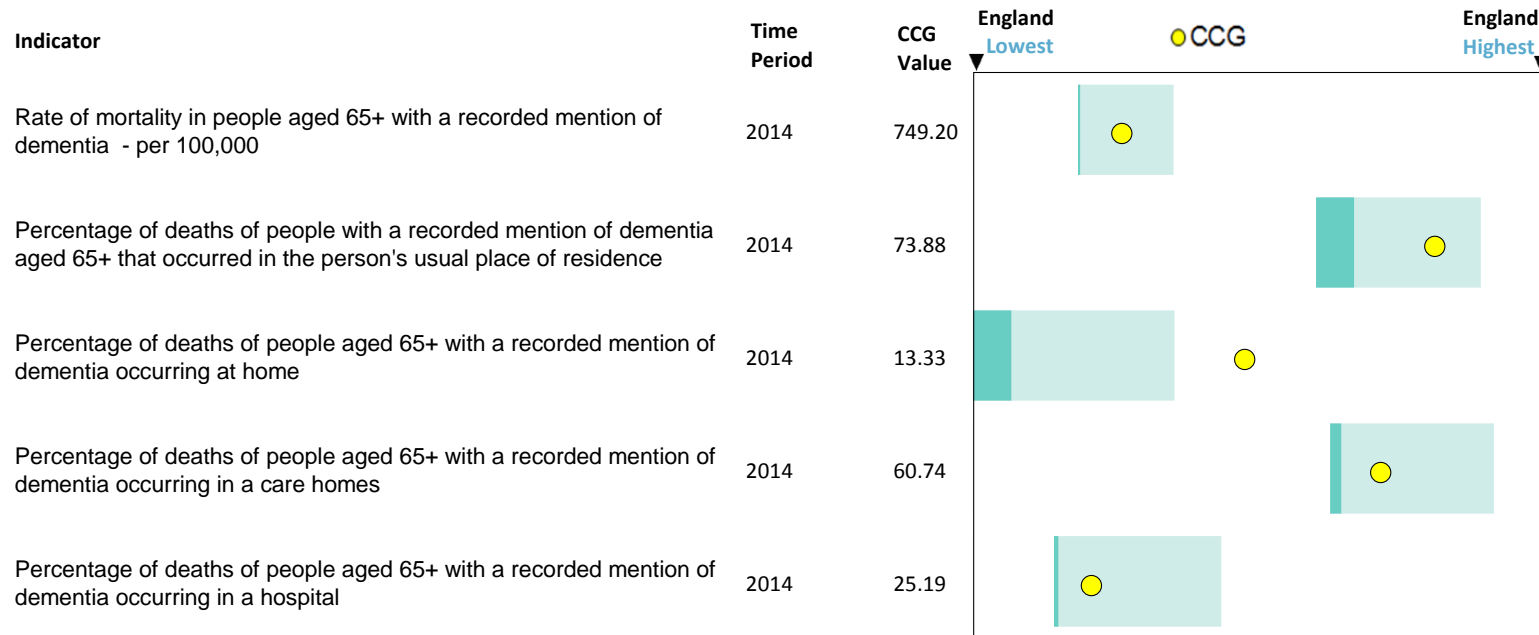 Indicator
Time
Period
CCG
Value
England
Lowest
CCG
England
Highest
Rate of mortality in people aged 65+ with a recorded mention of
dementia - per 100,000
2014
749.20
Percentage of deaths of people with a recorded mention of dementia
aged 65+ that occurred in the person's usual place of residence
2014
73.88
Percentage of deaths of people aged 65+ with a recorded mention of
dementia occurring at home
2014
13.33
Percentage of deaths of people aged 65+ with a recorded mention of
dementia occurring in a care homes
2014
60.74
Percentage of deaths of people aged 65+ with a recorded mention of
dementia occurring in a hospital
2014
25.19